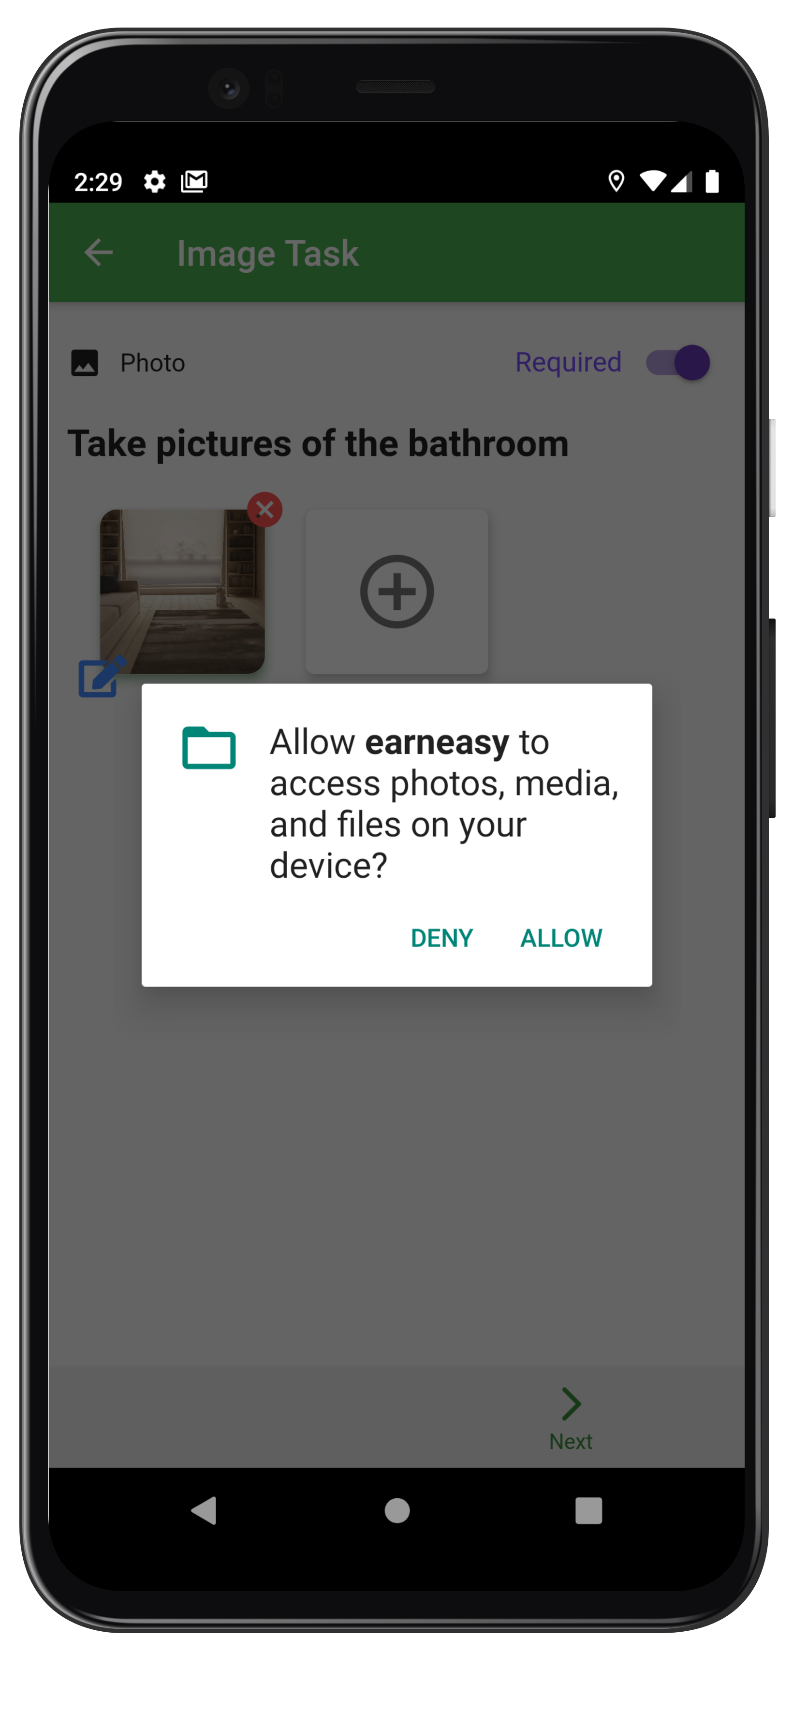 2:29
Image Task
Photo
Required
Take pictures of the bathroom
Allow earneasy to
access photos, media,
and files on your
device?
DENY
ALLOW
Next